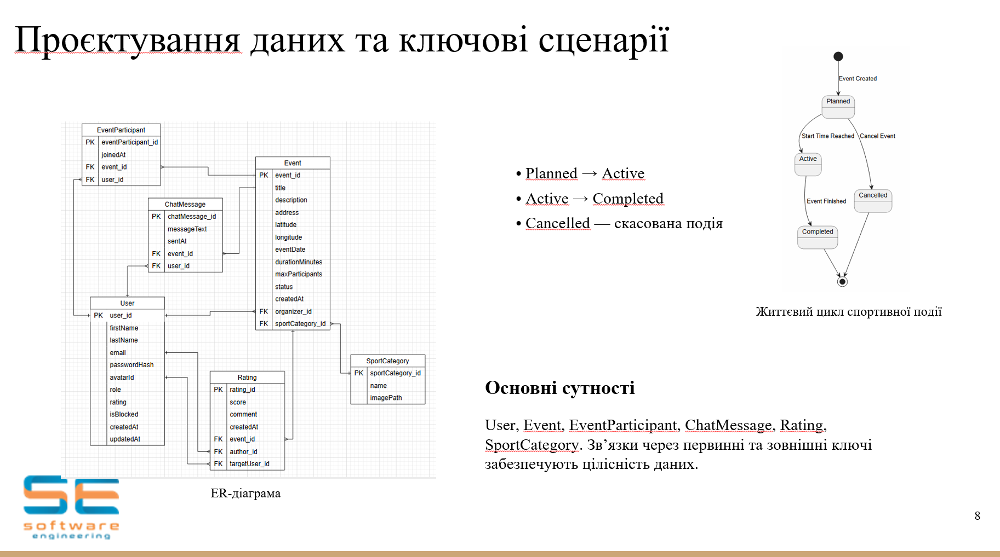 Проєктування даних та ключові сценарії
EventParticipant
PK eventParticipant_id
joinedAt
FK event_id
FK user_id
ChatMessage
PK chatMessage_id
messageText
sentAt
FK event_id
FK user_id
Event
PK event_id
title
description
address
latitude
longitude
eventDate
durationMinutes
maxParticipants
status
createdAt
FK organizer_id
FK sportCategory_id
User
PK user_id
firstName
lastName
email
passwordHash
avatarId
role
rating
isBlocked
createdAt
updatedAt
Rating
PK rating_id
score
comment
createdAt
FK event_id
FK author_id
FK targetUser_id
SportCategory
PK sportCategory_id
name
imagePath
ER-діаграма
• Planned → Active
• Active → Completed
• Cancelled — скасована подія
Event Created
Planned
Start Time Reached
Cancel Event
Active
Cancelled
Event Finished
Completed
Життєвий цикл спортивної події
Основні сутності
User, Event, EventParticipant, ChatMessage, Rating,
SportCategory. Зв’язки через первинні та зовнішні ключі
забезпечують цілісність даних.
SE
software
engineering
8